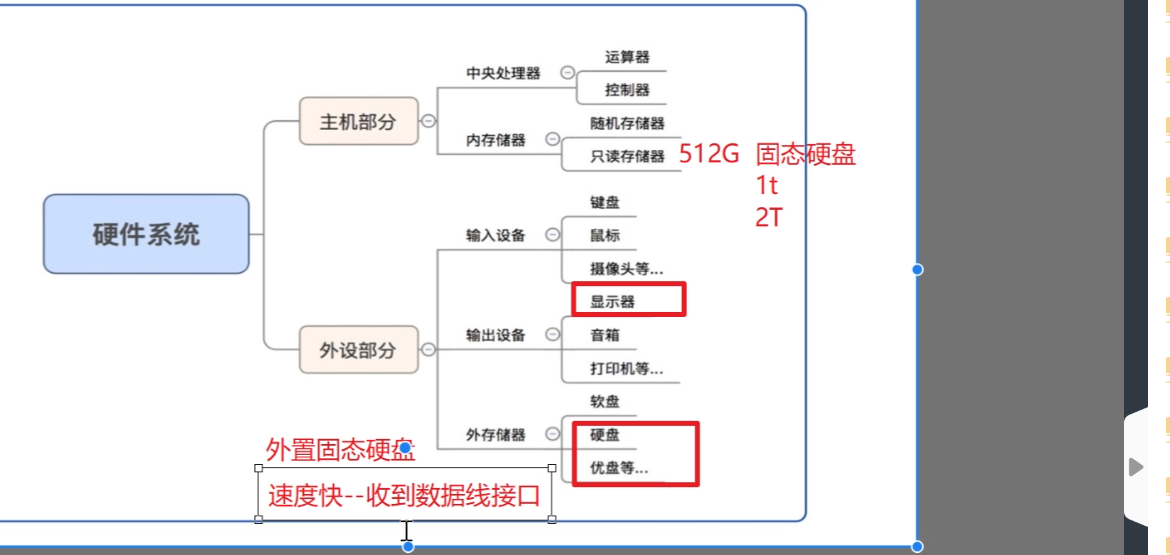 硬件系统
主机部分
中央处理器
运算器
控制器
内存储器
随机存储器
只读存储器
512G 固态硬盘
1t
2T
外设部分
输入设备
键盘
鼠标
摄像头等...
输出设备
显示器
音箱
打印机等...
外存储器
软盘
硬盘
优盘等...
外置固态硬盘
速度快--收到数据线接口